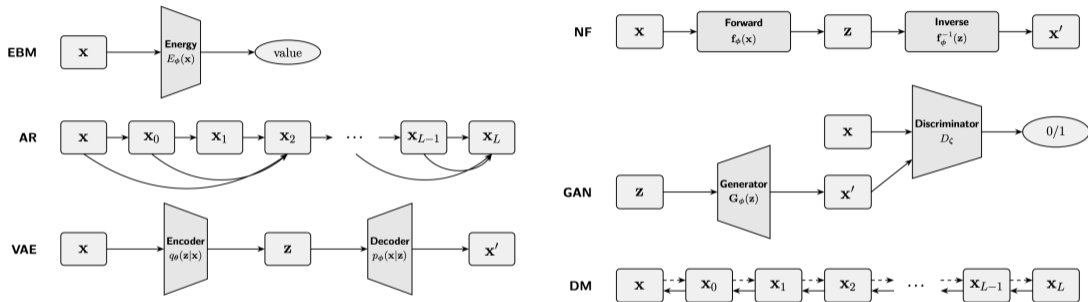 EBM
x
Energy
E_ϕ(x)
value
AR
x x_0 x_1 x_2 ⋯ x_{L−1} x_L
VAE
x
Encoder
q_θ(z|x)
z
Decoder
p_ϕ(x|z)
x′
NF
x
Forward
f_ϕ(x)
z
Inverse
f_ϕ^{−1}(z)
x′
GAN
x
Discriminator
D_ζ
0/1
z
Generator
G_ϕ(z)
x′
DM
x x_0 x_1 x_2 ⋯ x_{L−1} x_L